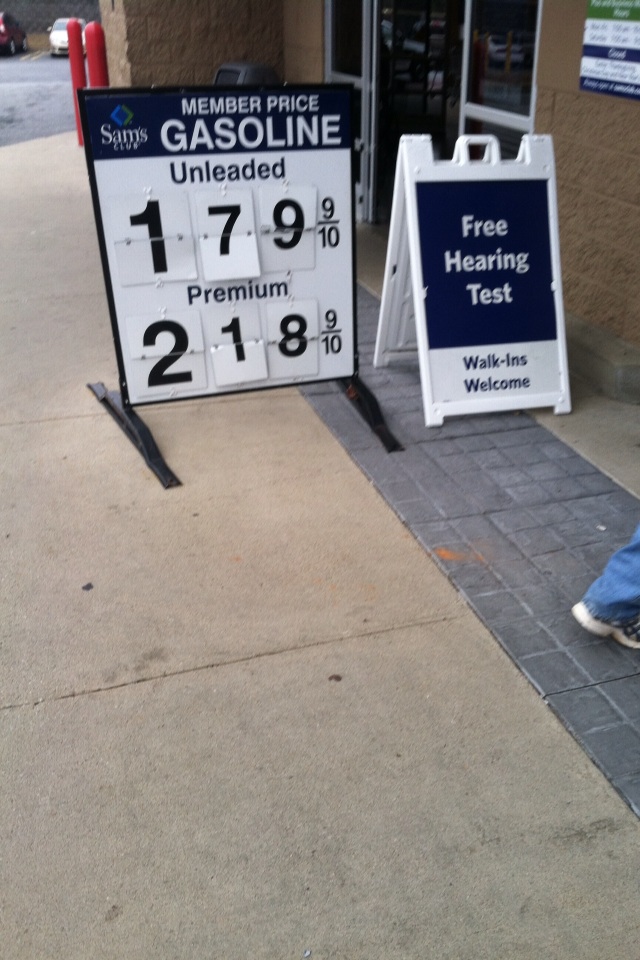 MEMBER PRICE
Sam's
CLUB
GASOLINE
Unleaded
1 7 9 9/10
Premium
2 1 8 9/10
Free
Hearing
Test
Walk-Ins
Welcome
Closed